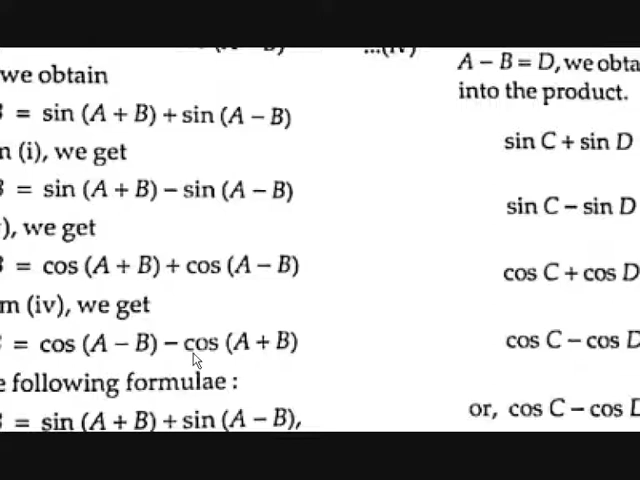 we obtain
B = sin (A + B) + sin (A − B)
(i), we get
B = sin (A + B) − sin (A − B)
), we get
B = cos (A + B) + cos (A − B)
(iv), we get
= cos (A − B) − cos (A + B)
following formulae :
B = sin (A + B) + sin (A − B),
...(iv)
A − B = D, we
into the product.
sin C + sin D
sin C − sin D
cos C + cos D
cos C − cos D
or, cos C − cos D